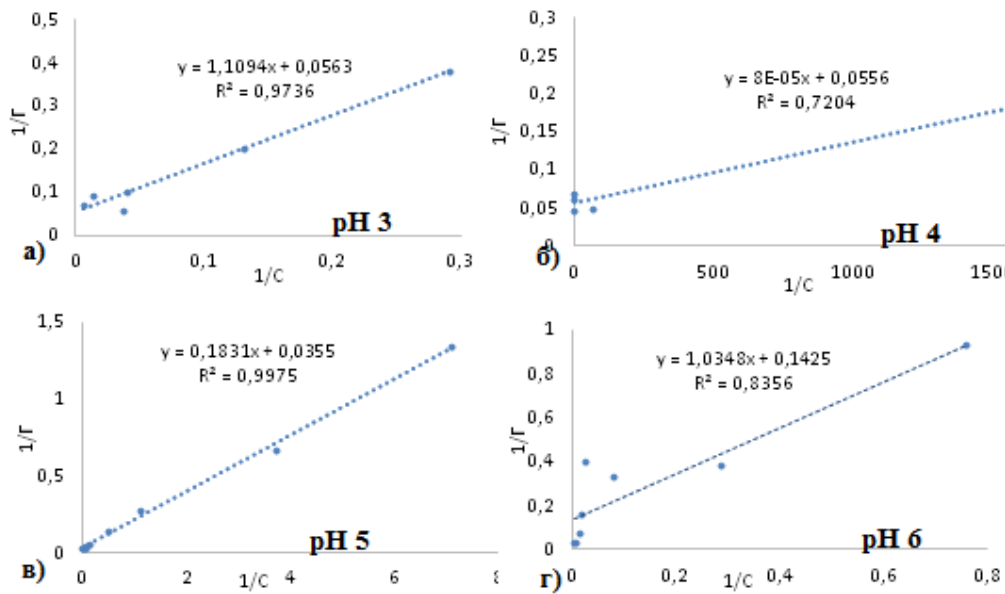 0,5
0,4
0,3
0,2
0,1
0
1/Г
y = 1,1094x + 0,0563
R² = 0,9736
pH 3
а)
0
0,1
0,2
0,3
1/C
0,3
0,25
0,2
0,15
0,1
0,05
0
1/Г
y = 8E-05x + 0,0556
R² = 0,7204
pH 4
б)
0
500
1000
1500
1/C
1,5
1
0,5
0
1/Г
y = 0,1831x + 0,0355
R² = 0,9975
pH 5
в)
0
2
4
6
8
1/C
1
0,8
0,6
0,4
0,2
0
1/Г
y = 1,0348x + 0,1425
R² = 0,8356
pH 6
г)
0
0,2
0,4
0,6
0,8
1/C